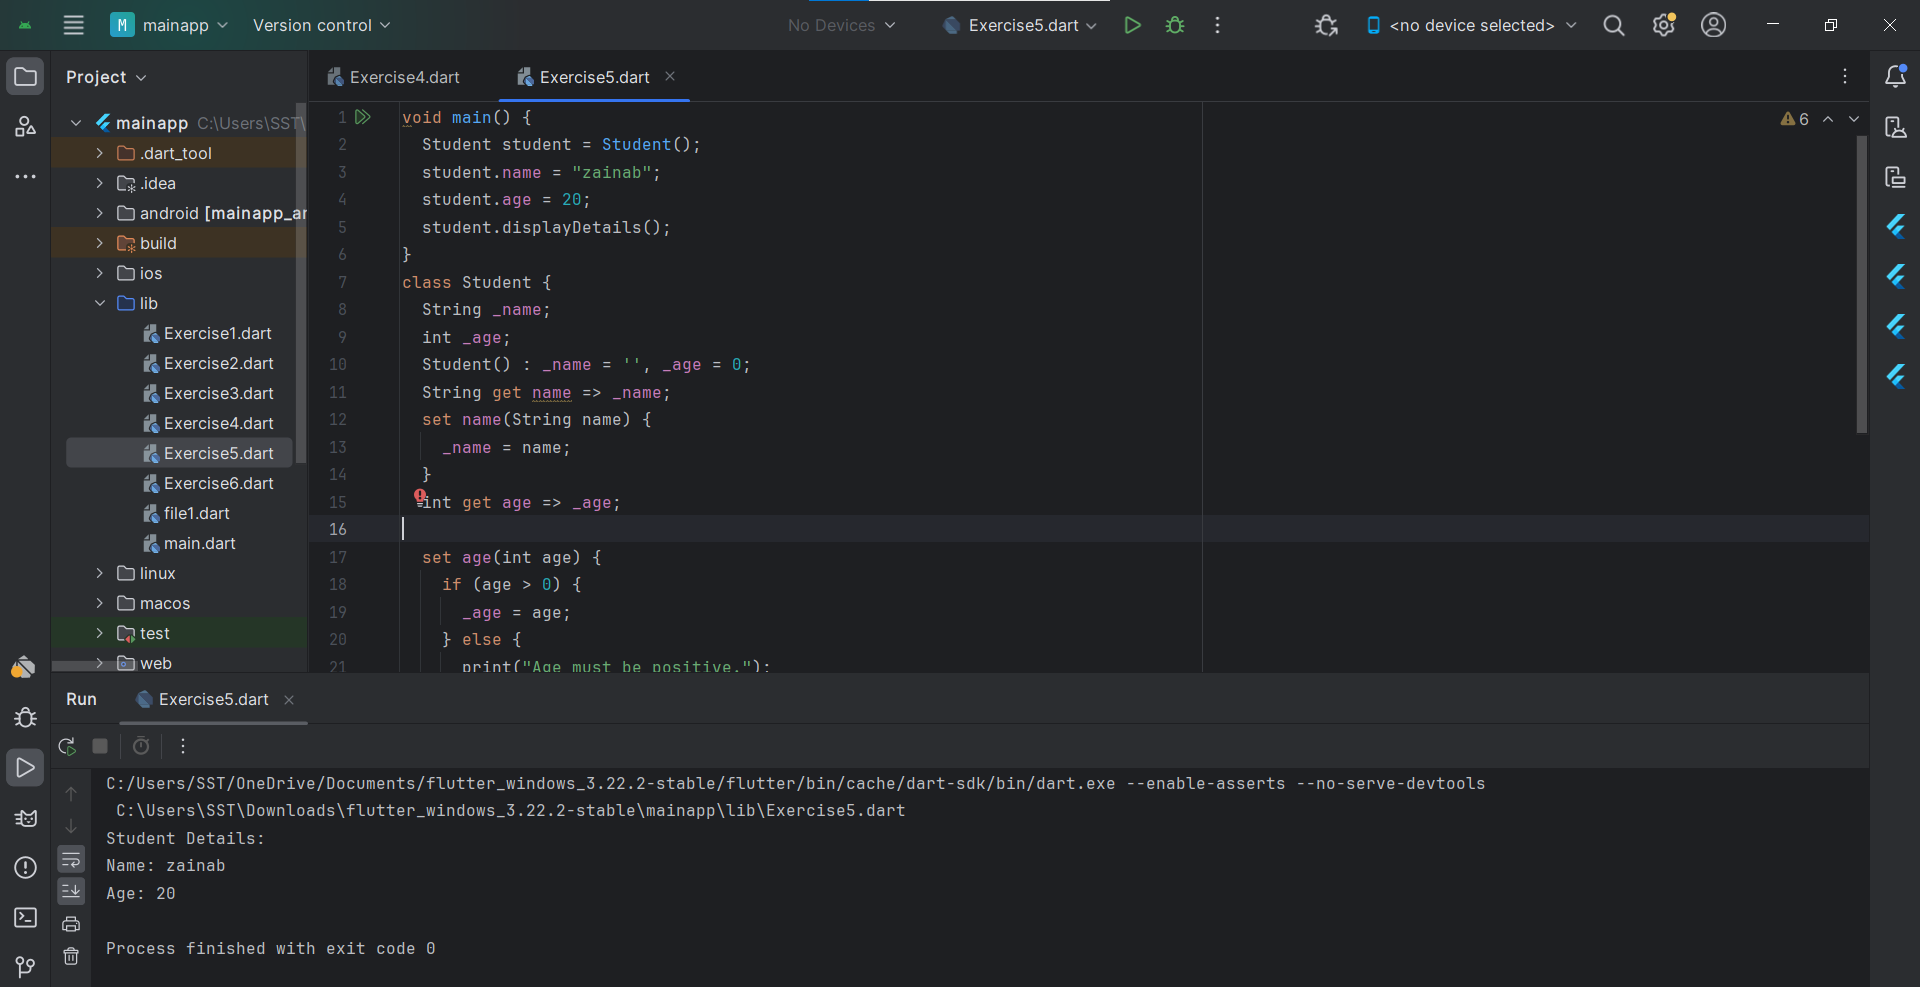 M mainapp Version control No Devices Exercise5.dart <no device selected>
Project
Exercise4.dart Exercise5.dart
mainapp C:\Users\SST\
.dart_tool
.idea
android [mainapp_ar
build
ios
lib
Exercise1.dart
Exercise2.dart
Exercise3.dart
Exercise4.dart
Exercise5.dart
Exercise6.dart
file1.dart
main.dart
linux
macos
test
web
6
1 void main() {
2 Student student = Student();
3 student.name = "zainab";
4 student.age = 20;
5 student.displayDetails();
6 }
7 class Student {
8 String _name;
9 int _age;
10 Student() : _name = '', _age = 0;
11 String get name => _name;
12 set name(String name) {
13 _name = name;
14 }
15 int get age => _age;
16
17 set age(int age) {
18 if (age > 0) {
19 _age = age;
20 } else {
21 print("Age must be positive.");
Run Exercise5.dart
C:/Users/SST/OneDrive/Documents/flutter_windows_3.22.2-stable/flutter/bin/cache/dart-sdk/bin/dart.exe --enable-asserts --no-serve-devtools
C:\Users\SST\Downloads\flutter_windows_3.22.2-stable\mainapp\lib\Exercise5.dart
Student Details:
Name: zainab
Age: 20
Process finished with exit code 0